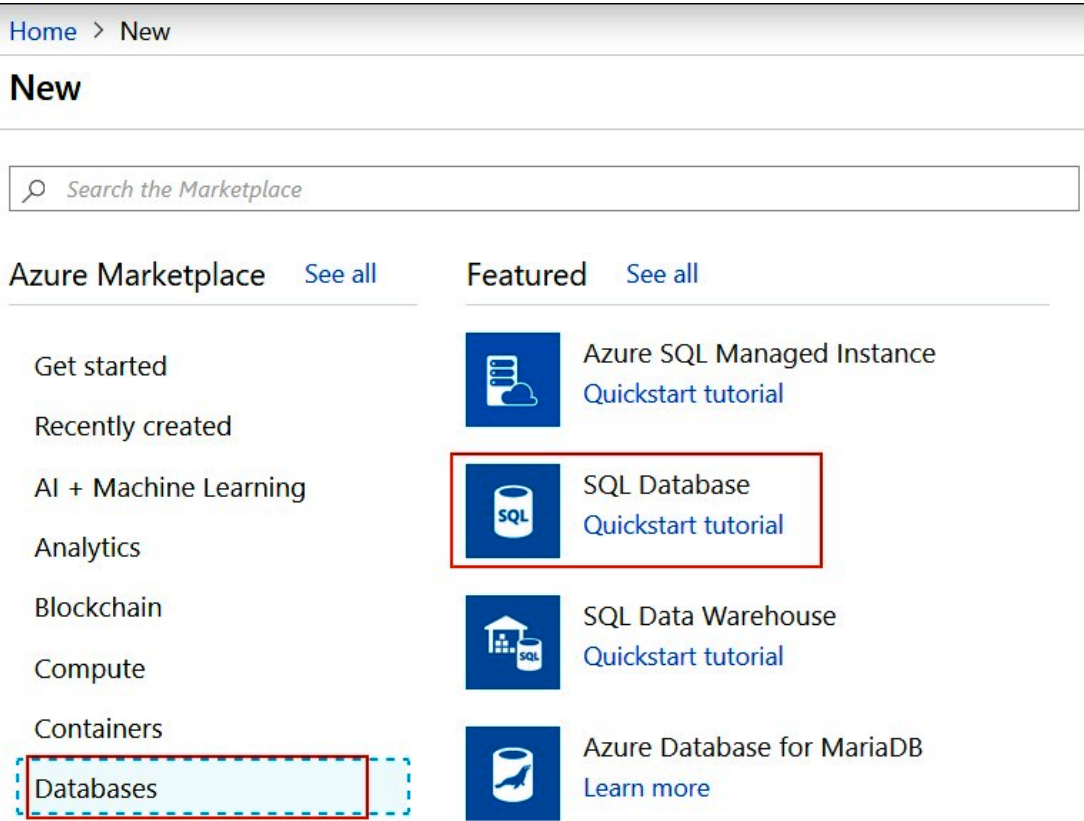 Home > New
New
Search the Marketplace
Azure Marketplace See all
Get started
Recently created
AI + Machine Learning
Analytics
Blockchain
Compute
Containers
Databases
Featured See all
Azure SQL Managed Instance
Quickstart tutorial
SQL
SQL Database
Quickstart tutorial
SQL
SQL Data Warehouse
Quickstart tutorial
Azure Database for MariaDB
Learn more